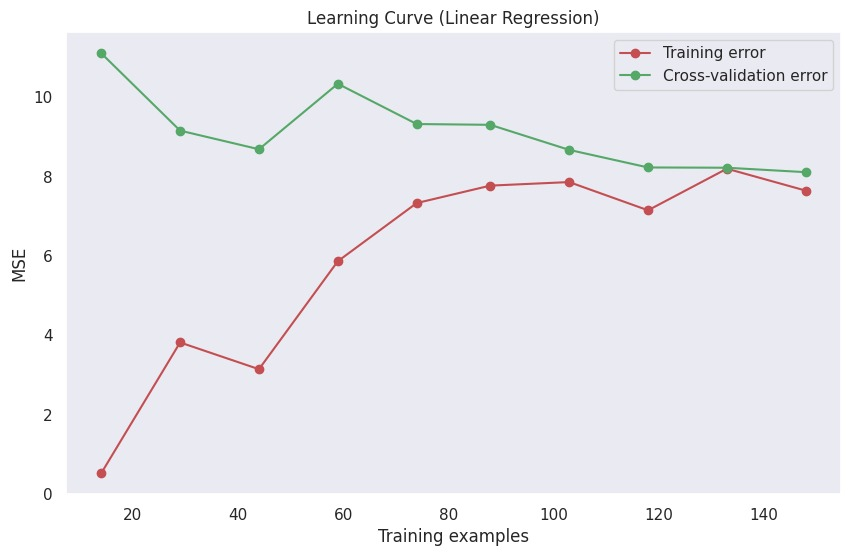 Learning Curve (Linear Regression)
Training error
Cross-validation error
10
8
6
4
2
0
MSE
20
40
60
80
100
120
140
Training examples